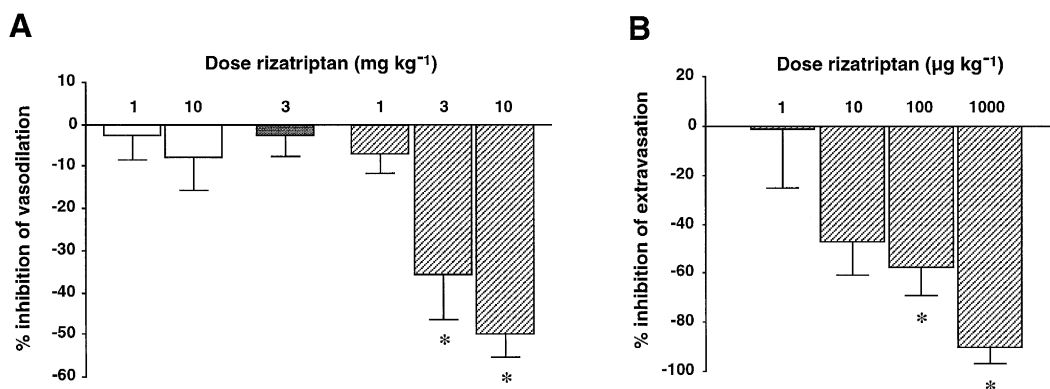 A
Dose rizatriptan (mg kg⁻¹)
10
1 10 3 1 3 10
0
-10
-20
-30
-40
-50
-60
% inhibition of vasodilation
* *
B
Dose rizatriptan (µg kg⁻¹)
20
1 10 100 1000
0
-20
-40
-60
-80
-100
% inhibition of extravasation
* *